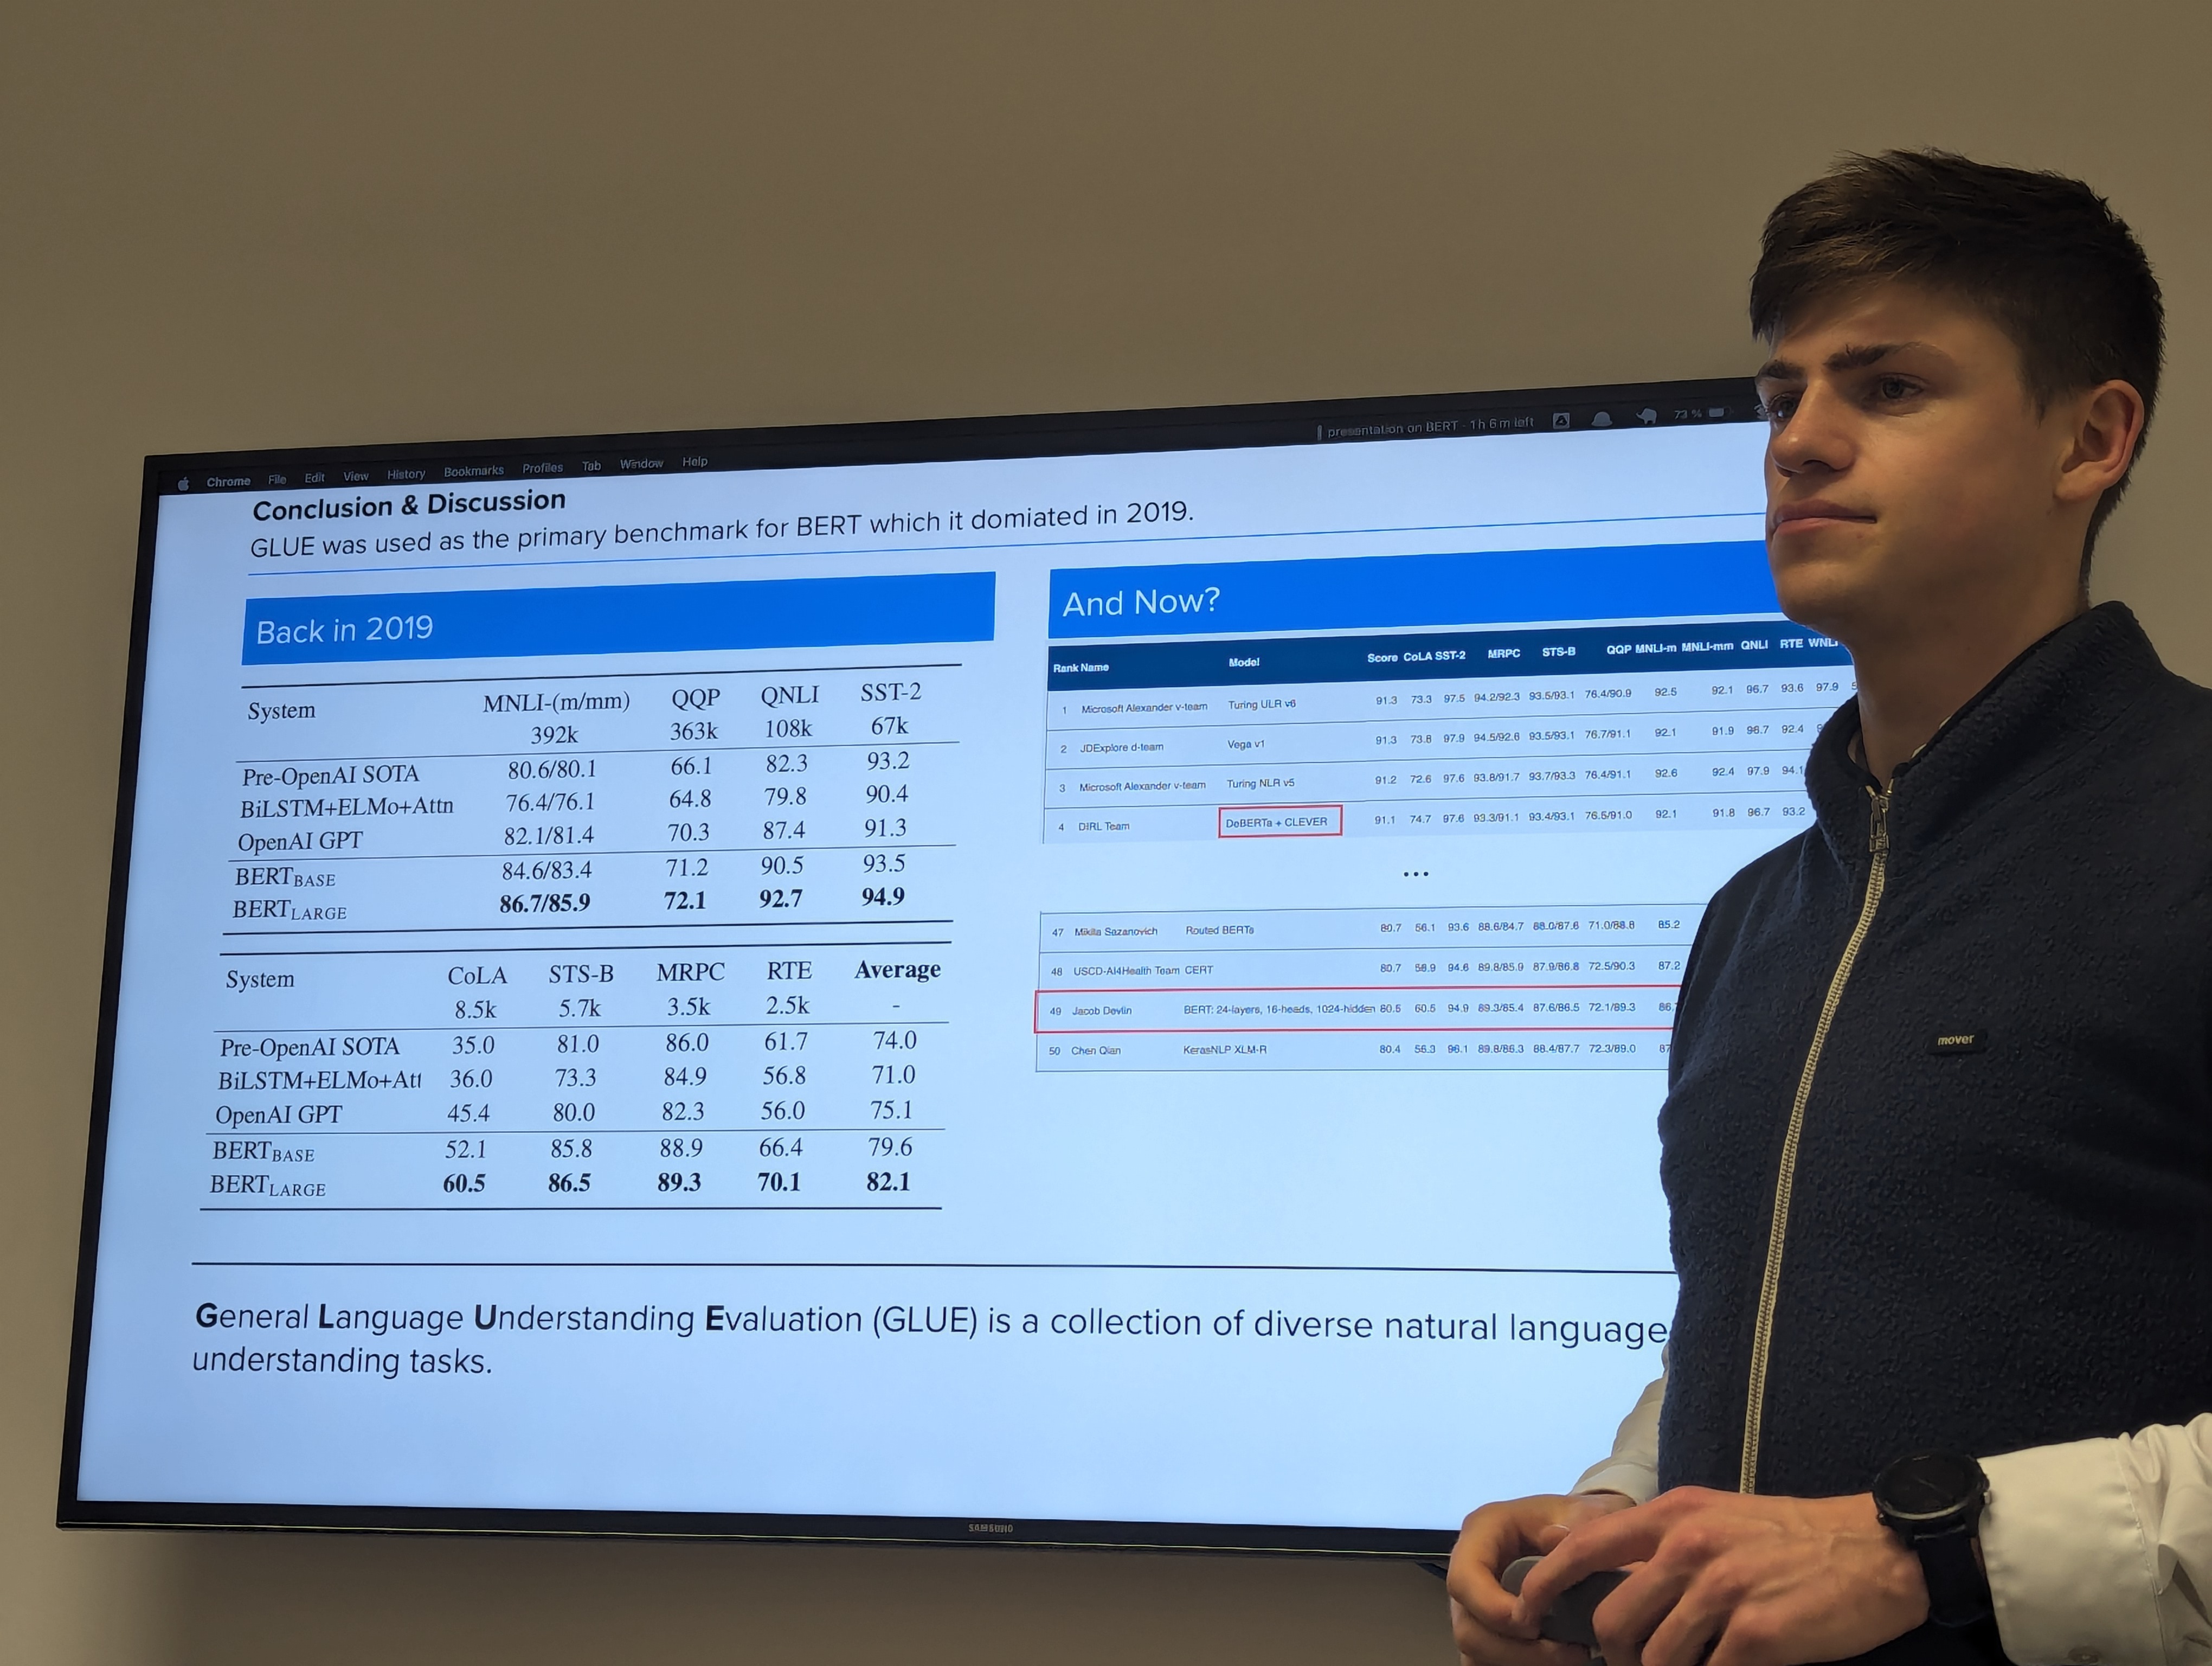 Chrome File Edit View History Bookmarks Profiles Tab Window Help
presentation on BERT · 1h 6m left 73 %
Conclusion & Discussion
GLUE was used as the primary benchmark for BERT which it domiated in 2019.
Back in 2019
System MNLI-(m/mm) QQP QNLI SST-2
392k 363k 108k 67k
Pre-OpenAI SOTA 80.6/80.1 66.1 82.3 93.2
BiLSTM+ELMo+Attn 76.4/76.1 64.8 79.8 90.4
OpenAI GPT 82.1/81.4 70.3 87.4 91.3
BERTBASE 84.6/83.4 71.2 90.5 93.5
BERTLARGE 86.7/85.9 72.1 92.7 94.9
System CoLA STS-B MRPC RTE Average
8.5k 5.7k 3.5k 2.5k -
Pre-OpenAI SOTA 35.0 81.0 86.0 61.7 74.0
BiLSTM+ELMo+Att 36.0 73.3 84.9 56.8 71.0
OpenAI GPT 45.4 80.0 82.3 56.0 75.1
BERTBASE 52.1 85.8 88.9 66.4 79.6
BERTLARGE 60.5 86.5 89.3 70.1 82.1
And Now?
Rank Name Model Score CoLA SST-2 MRPC STS-B QQP MNLI-m MNLI-mm QNLI RTE WNLI
1 Microsoft Alexander v-team Turing ULR v6 91.3 73.3 97.5 94.2/92.3 93.5/93.1 76.4/90.9 92.5 92.1 96.7 93.6 97.9
2 JDExplore d-team Vega v1 91.3 73.8 97.9 94.5/92.6 93.5/93.1 76.7/91.1 92.1 91.9 96.7 92.4
3 Microsoft Alexander v-team Turing NLR v5 91.2 72.6 97.6 93.8/91.7 93.7/93.3 76.4/91.1 92.6 92.4 97.9 94.1
4 DIRL Team DeBERTa + CLEVER 91.1 74.7 97.6 93.3/91.1 93.4/93.1 76.5/91.0 92.1 91.8 96.7 93.2
...
47 Mikita Sazanovich Routed BERTs 80.7 56.1 93.6 88.6/84.7 88.0/87.6 71.0/88.8 85.2
48 USCD-AI4Health Team CERT 80.7 58.9 94.6 89.8/85.9 87.9/86.8 72.5/90.3 87.2
49 Jacob Devlin BERT: 24-layers, 16-heads, 1024-hidden 80.5 60.5 94.9 89.3/85.4 87.6/86.5 72.1/89.3 86.
50 Chen Qian KerasNLP XLM-R 80.4 56.3 96.1 89.8/86.3 88.4/87.7 72.3/89.0 87
General Language Understanding Evaluation (GLUE) is a collection of diverse natural language
understanding tasks.
SAMSUNG
mover